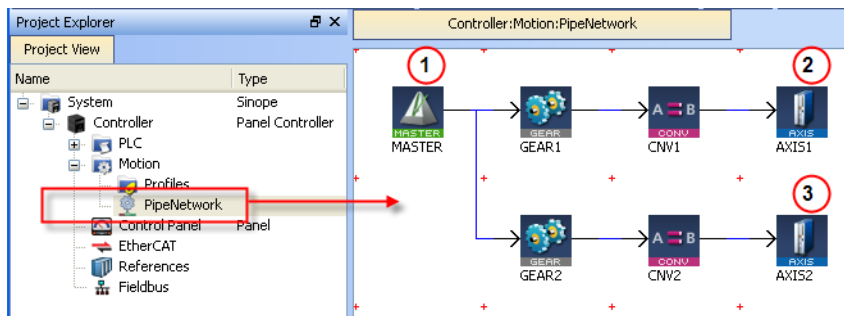 Project Explorer
Project View
Name Type
System Sinope
Controller Panel Controller
PLC
Motion
Profiles
PipeNetwork
Control Panel Panel
EtherCAT
References
Fieldbus
Controller:Motion:PipeNetwork
1 2
A B
MASTER GEAR CONV AXIS
MASTER GEAR1 CNV1 AXIS1
3
A B
GEAR CONV AXIS
GEAR2 CNV2 AXIS2